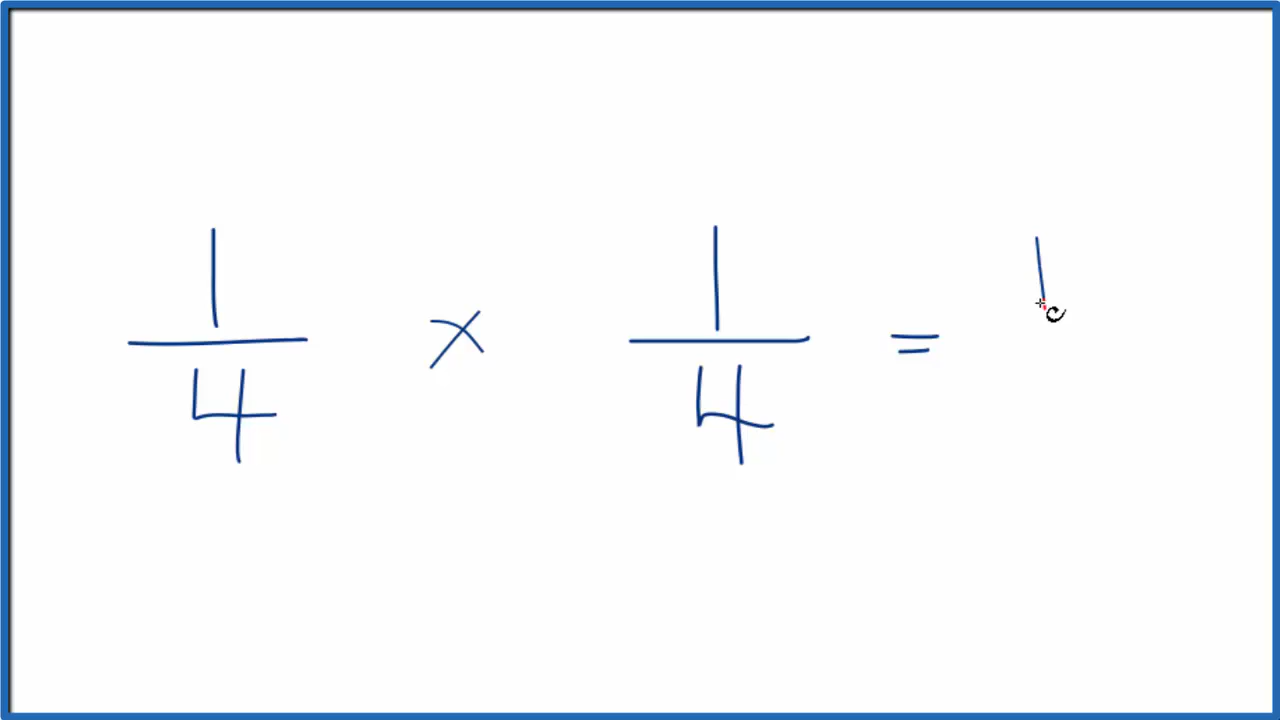 1/4 × 1/4 = 1